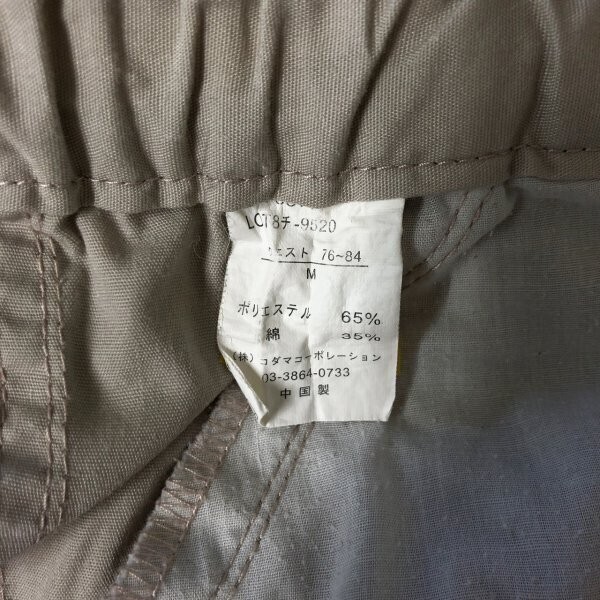 LCT8チ-9520
ウエスト 76~84
M
ポリエステル 65%
綿 35%
(株)コダマコーポレーション
03-3864-0733
中国製